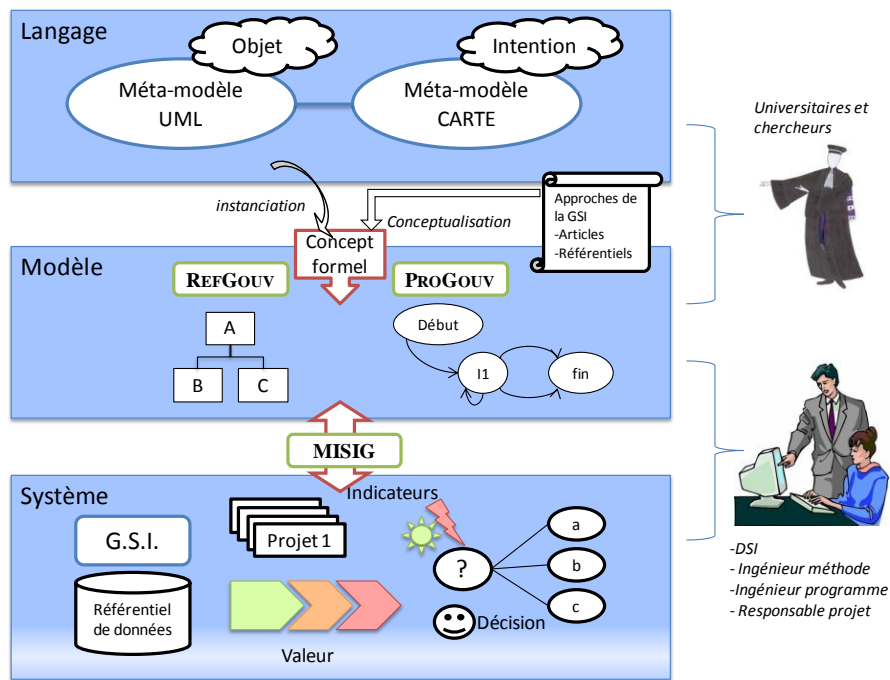 Langage
Objet
Intention
Méta-modèle
UML
Méta-modèle
CARTE
Universitaires et
chercheurs
instanciation
Conceptualisation
Approches de
la GSI
-Articles
-Référentiels
Concept
formel
Modèle
REFGOUV
PROGOUV
A
B
C
Début
I1
fin
MISIG
Système
Indicateurs
G.S.I.
Projet 1
?
a
b
c
Référentiel
de données
Décision
Valeur
-DSI
- Ingénieur méthode
-Ingénieur programme
- Responsable projet